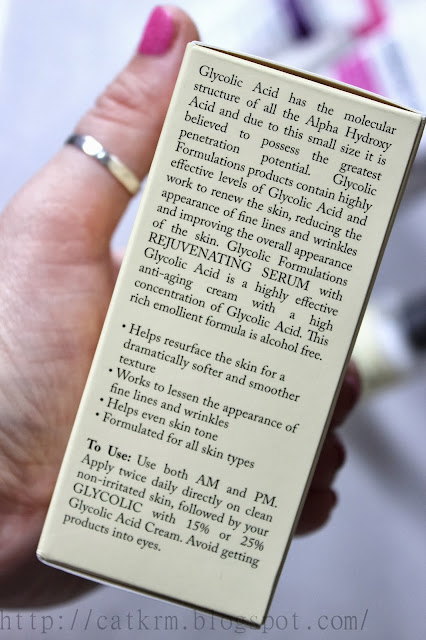 Glycolic Acid has the molecular
structure of all the Alpha Hydroxy
Acid and due to this small size it is
believed to possess the greatest
penetration potential. Glycolic
Formulations products contain highly
effective levels of Glycolic Acid and
work to renew the skin, reducing the
appearance of fine lines and wrinkles
and improving the overall appearance
of the skin. Glycolic Formulations
REJUVENATING SERUM with
Glycolic Acid is a highly effective
anti-aging cream with a high
concentration of Glycolic Acid. This
rich emollient formula is alcohol free.
• Helps resurface the skin for a
dramatically softer and smoother
texture
• Works to lessen the appearance of
fine lines and wrinkles
• Helps even skin tone
• Formulated for all skin types
To Use: Use both AM and PM.
Apply twice daily directly on clean
non-irritated skin, followed by your
GLYCOLIC with 15% or 25%
Glycolic Acid Cream. Avoid getting
products into eyes.
http://catkrm.blogspot.com/